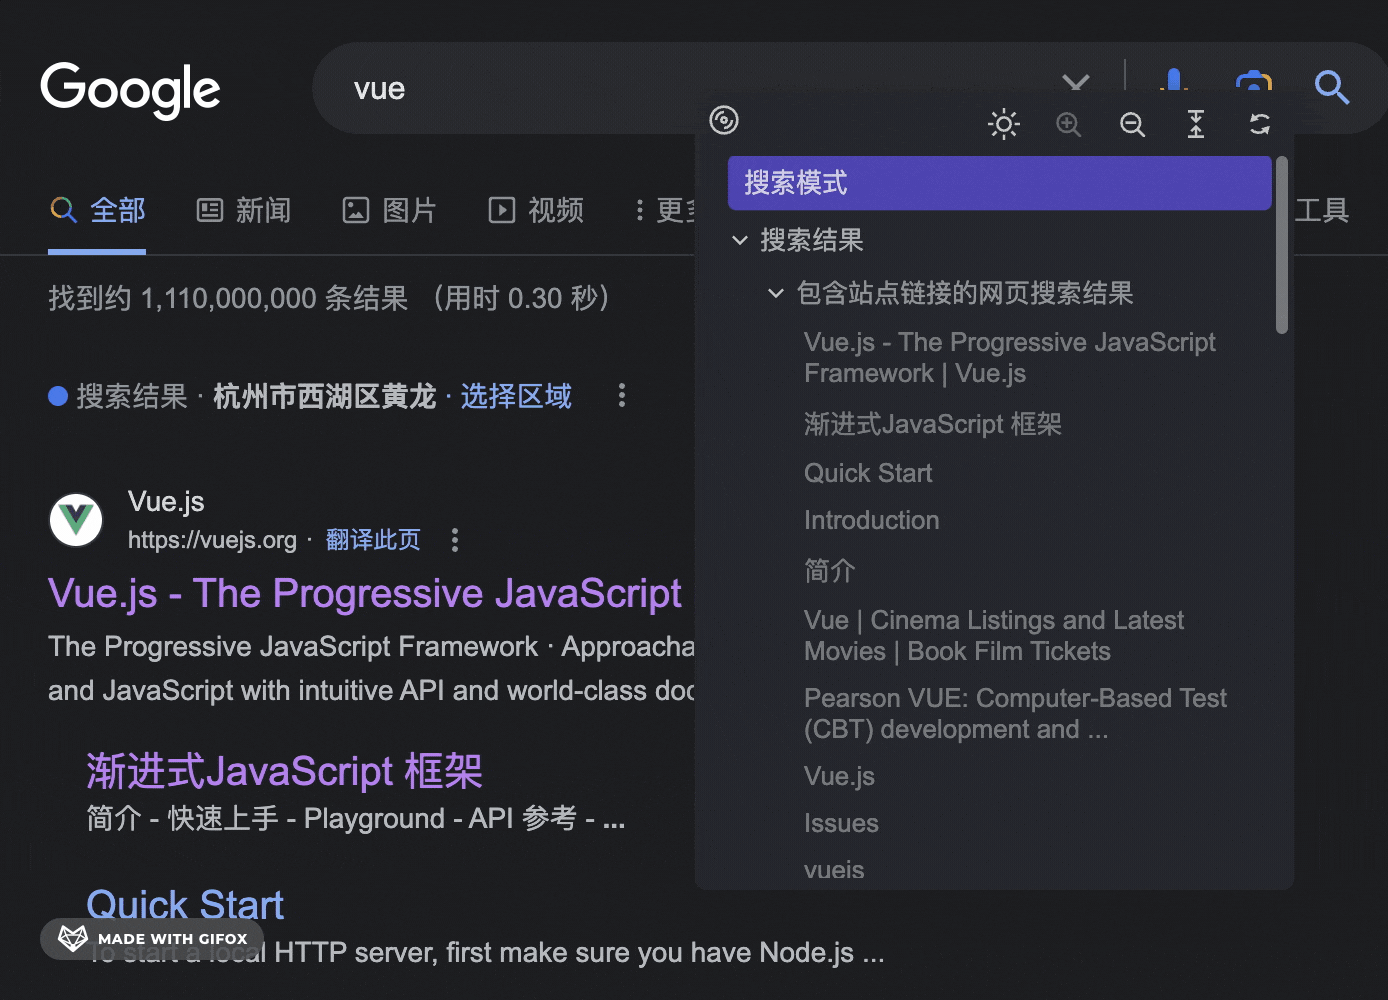 Google
vue
全部
新闻
图片
视频
更多
工具
找到约 1,110,000,000 条结果 （用时 0.30 秒）
搜索结果 · 杭州市西湖区黄龙 · 选择区域
Vue.js
https://vuejs.org · 翻译此页
Vue.js - The Progressive JavaScript
The Progressive JavaScript Framework · Approacha
and JavaScript with intuitive API and world-class doc
渐进式JavaScript 框架
简介 - 快速上手 - Playground - API 参考 - ...
Quick Start
To start a local HTTP server, first make sure you have Node.js ...
MADE WITH GIFOX
搜索模式
搜索结果
包含站点链接的网页搜索结果
Vue.js - The Progressive JavaScript
Framework | Vue.js
渐进式JavaScript 框架
Quick Start
Introduction
简介
Vue | Cinema Listings and Latest
Movies | Book Film Tickets
Pearson VUE: Computer-Based Test
(CBT) development and ...
Vue.js
Issues
vuejs